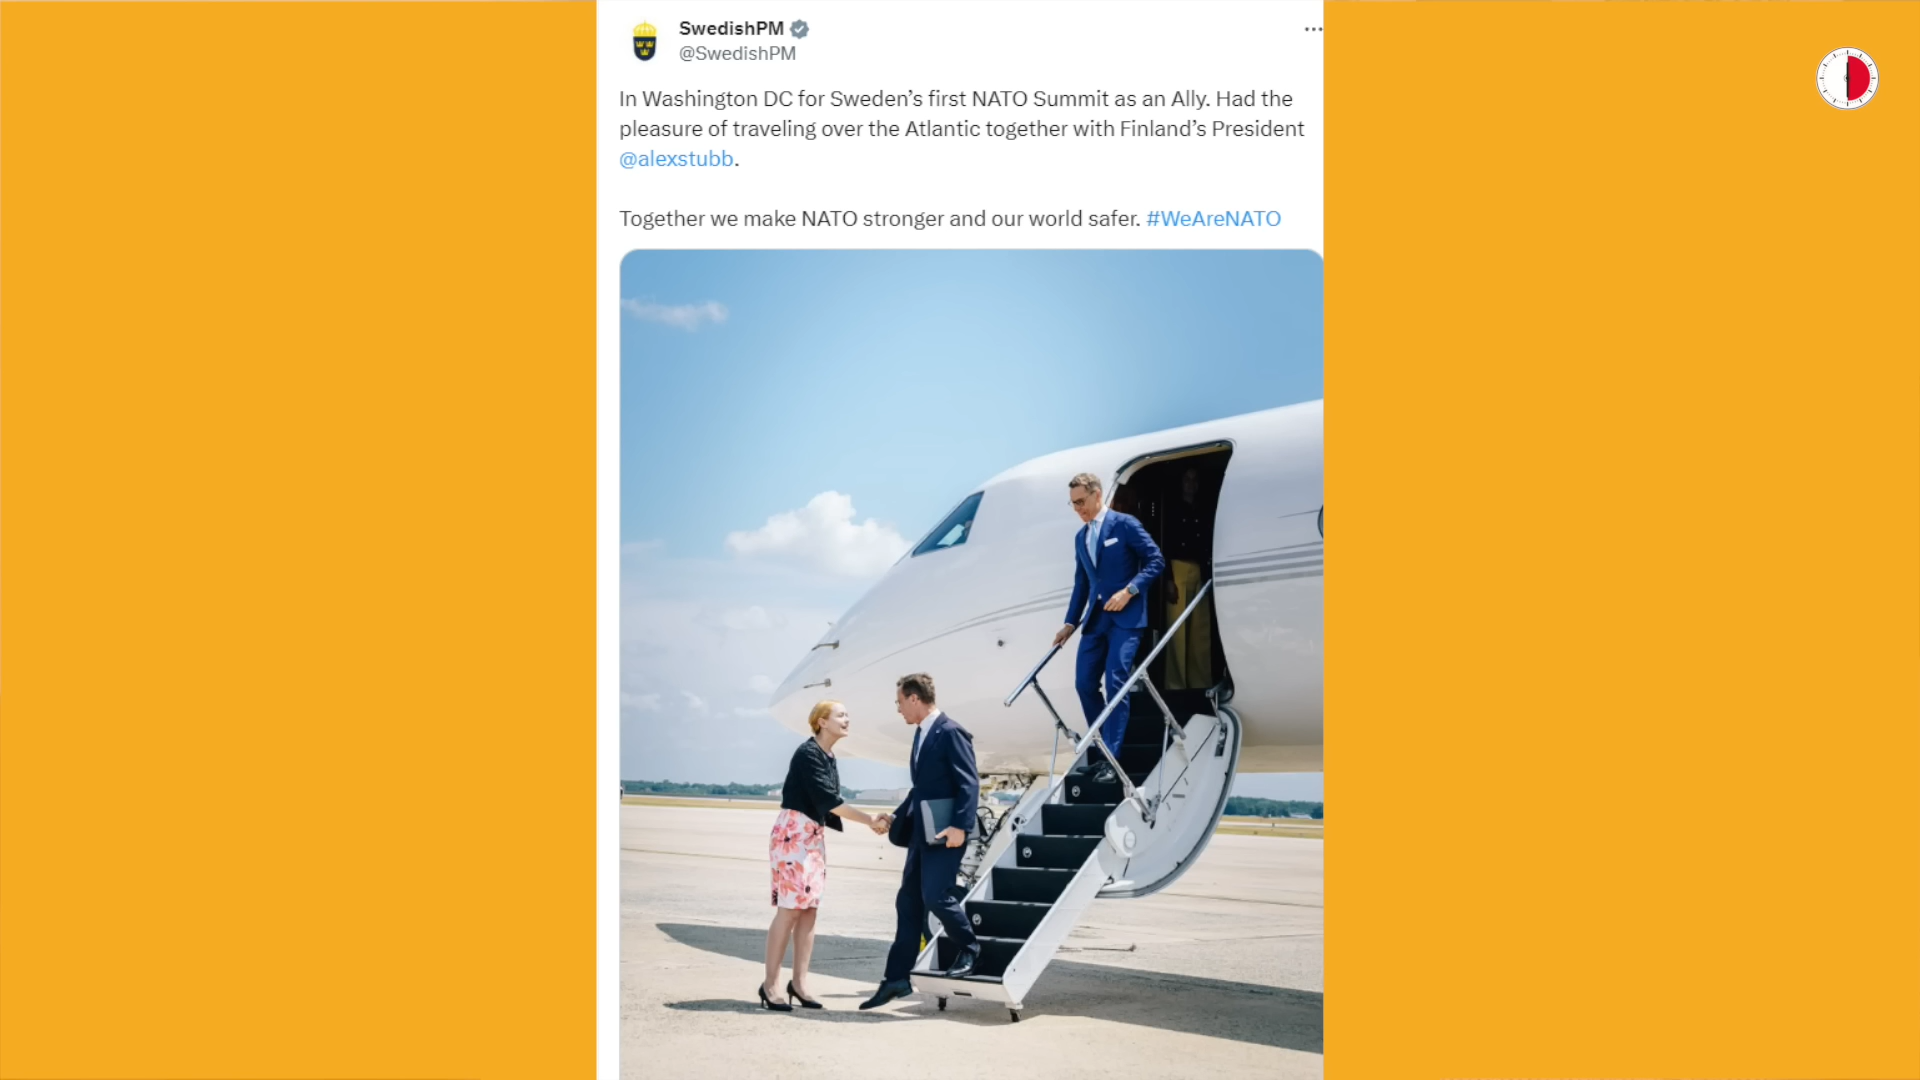 SwedishPM
@SwedishPM
In Washington DC for Sweden’s first NATO Summit as an Ally. Had the
pleasure of traveling over the Atlantic together with Finland’s President
@alexstubb.
Together we make NATO stronger and our world safer. #WeAreNATO